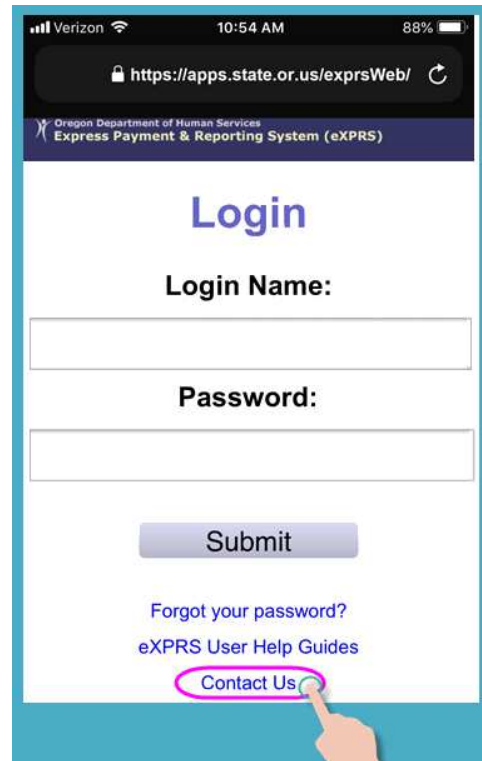 Verizon 10:54 AM 88%
https://apps.state.or.us/exprsWeb/
Oregon Department of Human Services
Express Payment & Reporting System (eXPRS)
Login
Login Name:
Password:
Submit
Forgot your password?
eXPRS User Help Guides
Contact Us